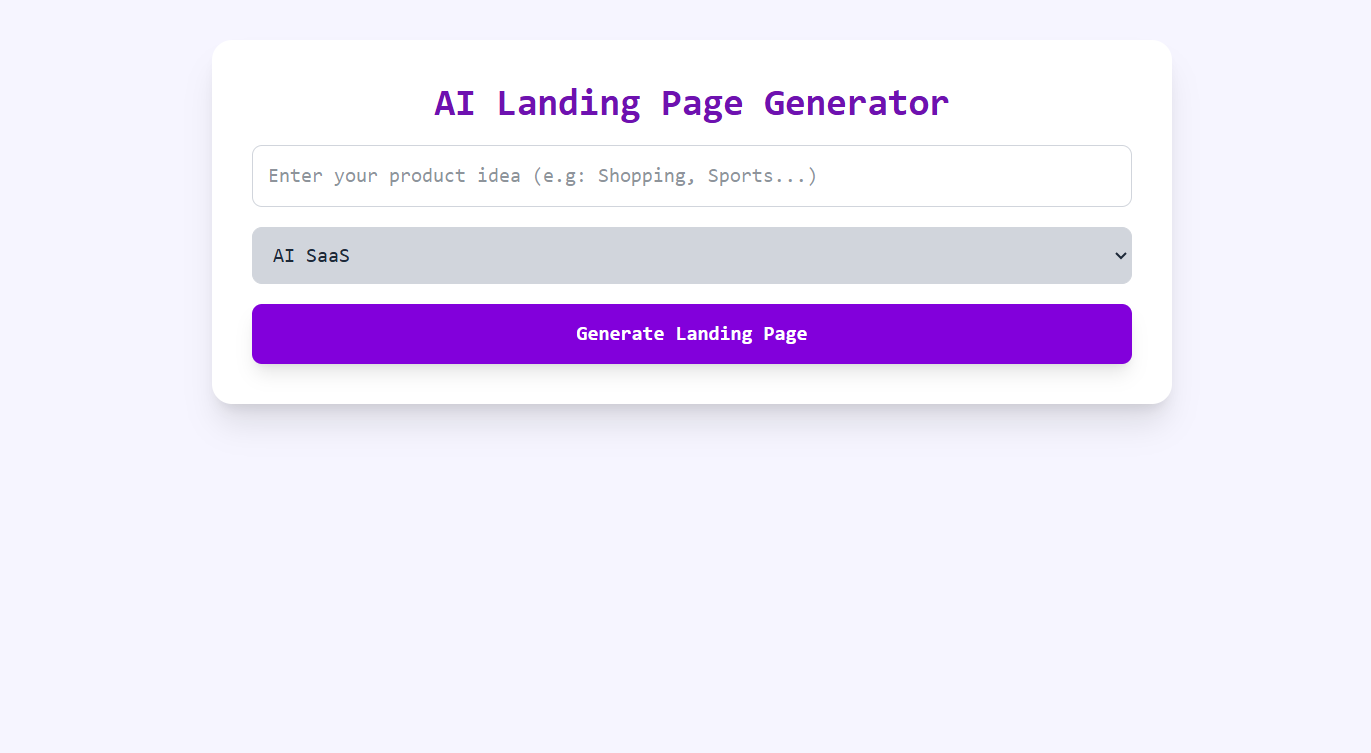 AI Landing Page Generator
Enter your product idea (e.g: Shopping, Sports...)
AI SaaS
Generate Landing Page